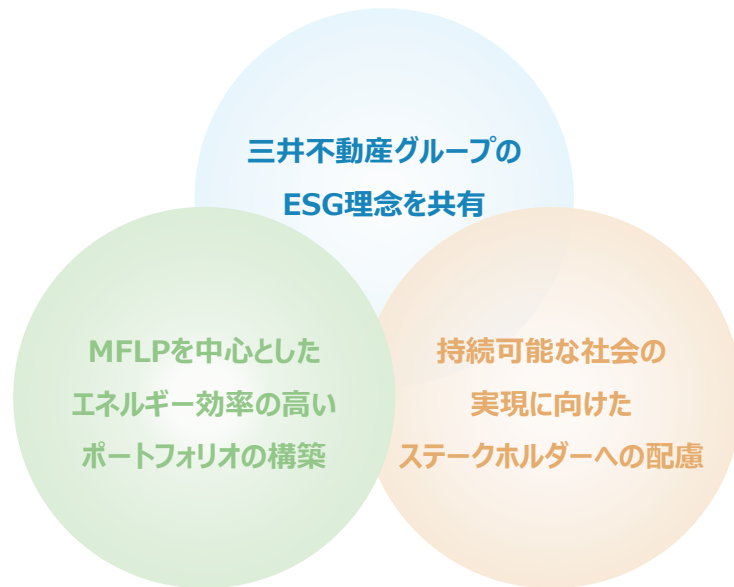 三井不動産グループの
ESG理念を共有
MFLPを中心とした
エネルギー効率の高い
ポートフォリオの構築
持続可能な社会の
実現に向けた
ステークホルダーへの配慮